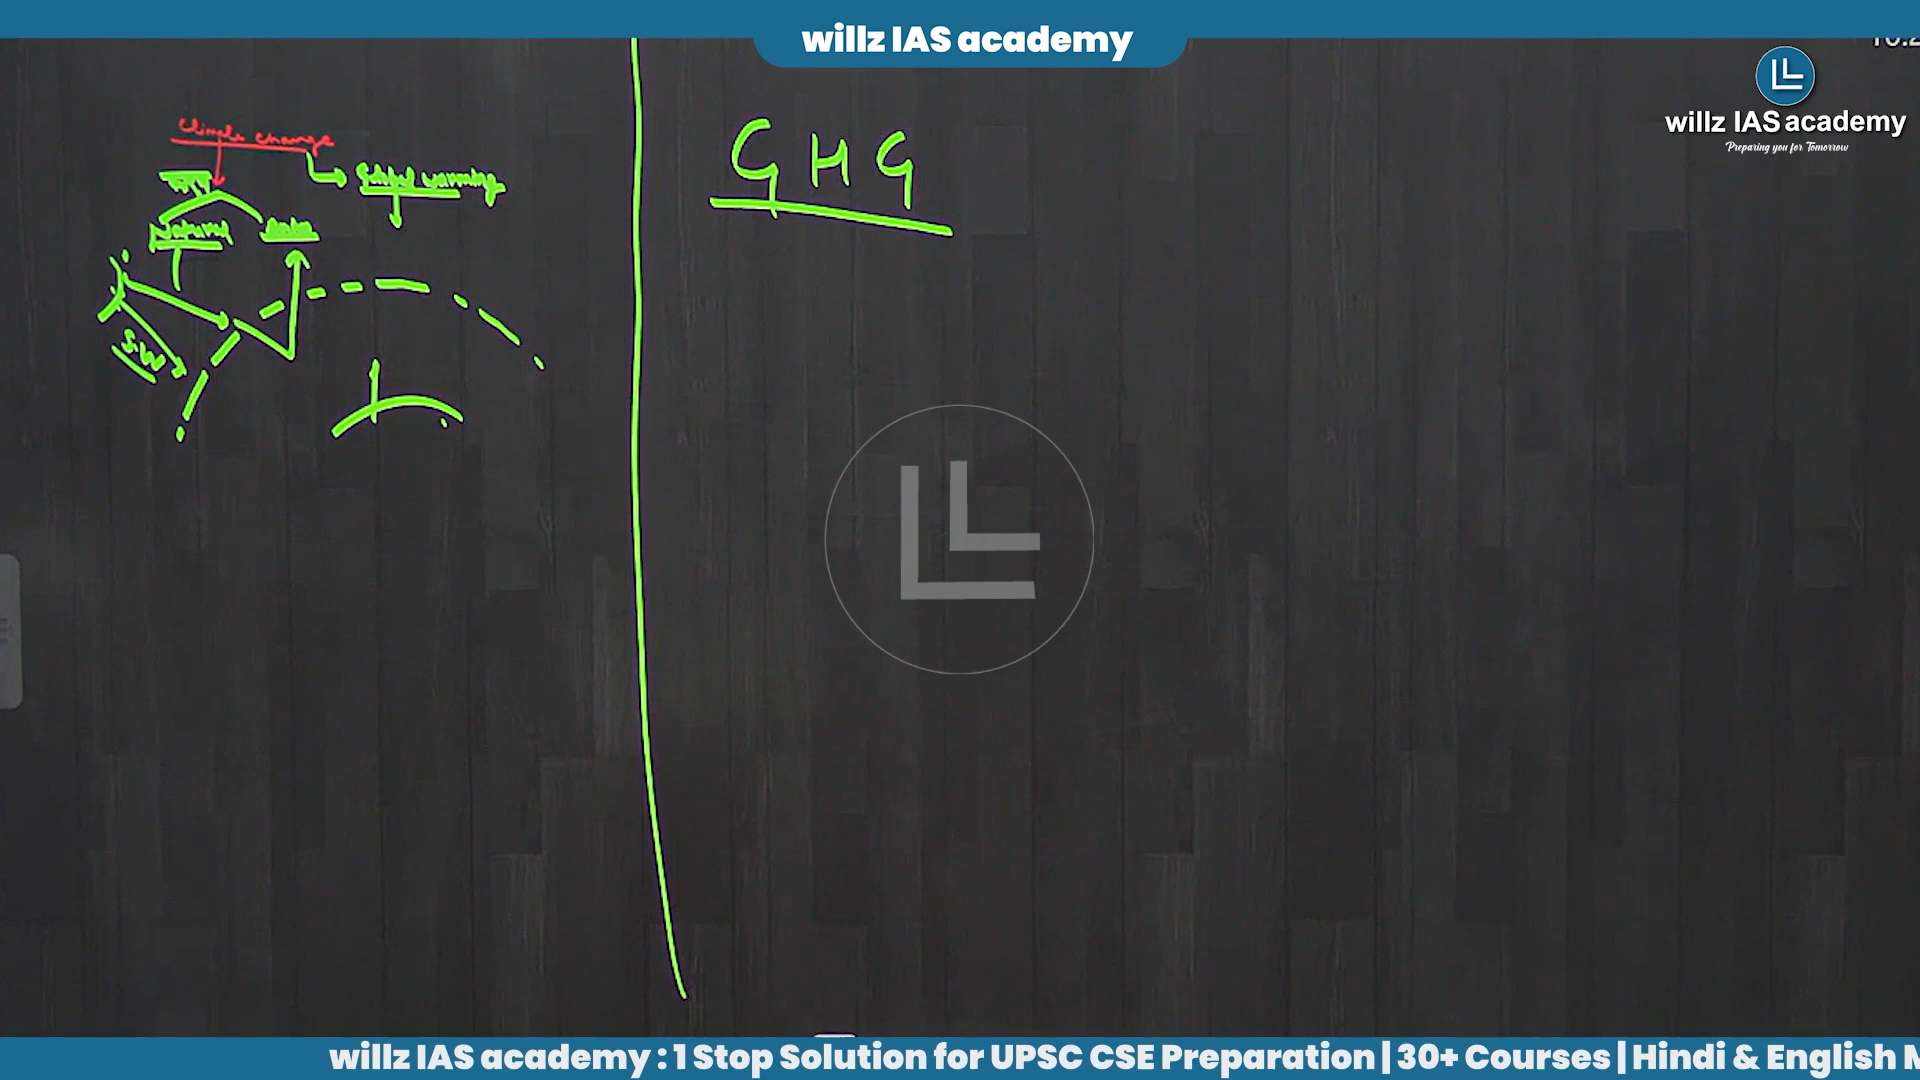 willz IAS academy
willz IAS academy
Preparing you for Tomorrow
Climate change
Global warming
Natural
GHG
willz IAS academy : 1 Stop Solution for UPSC CSE Preparation | 30+ Courses | Hindi & English